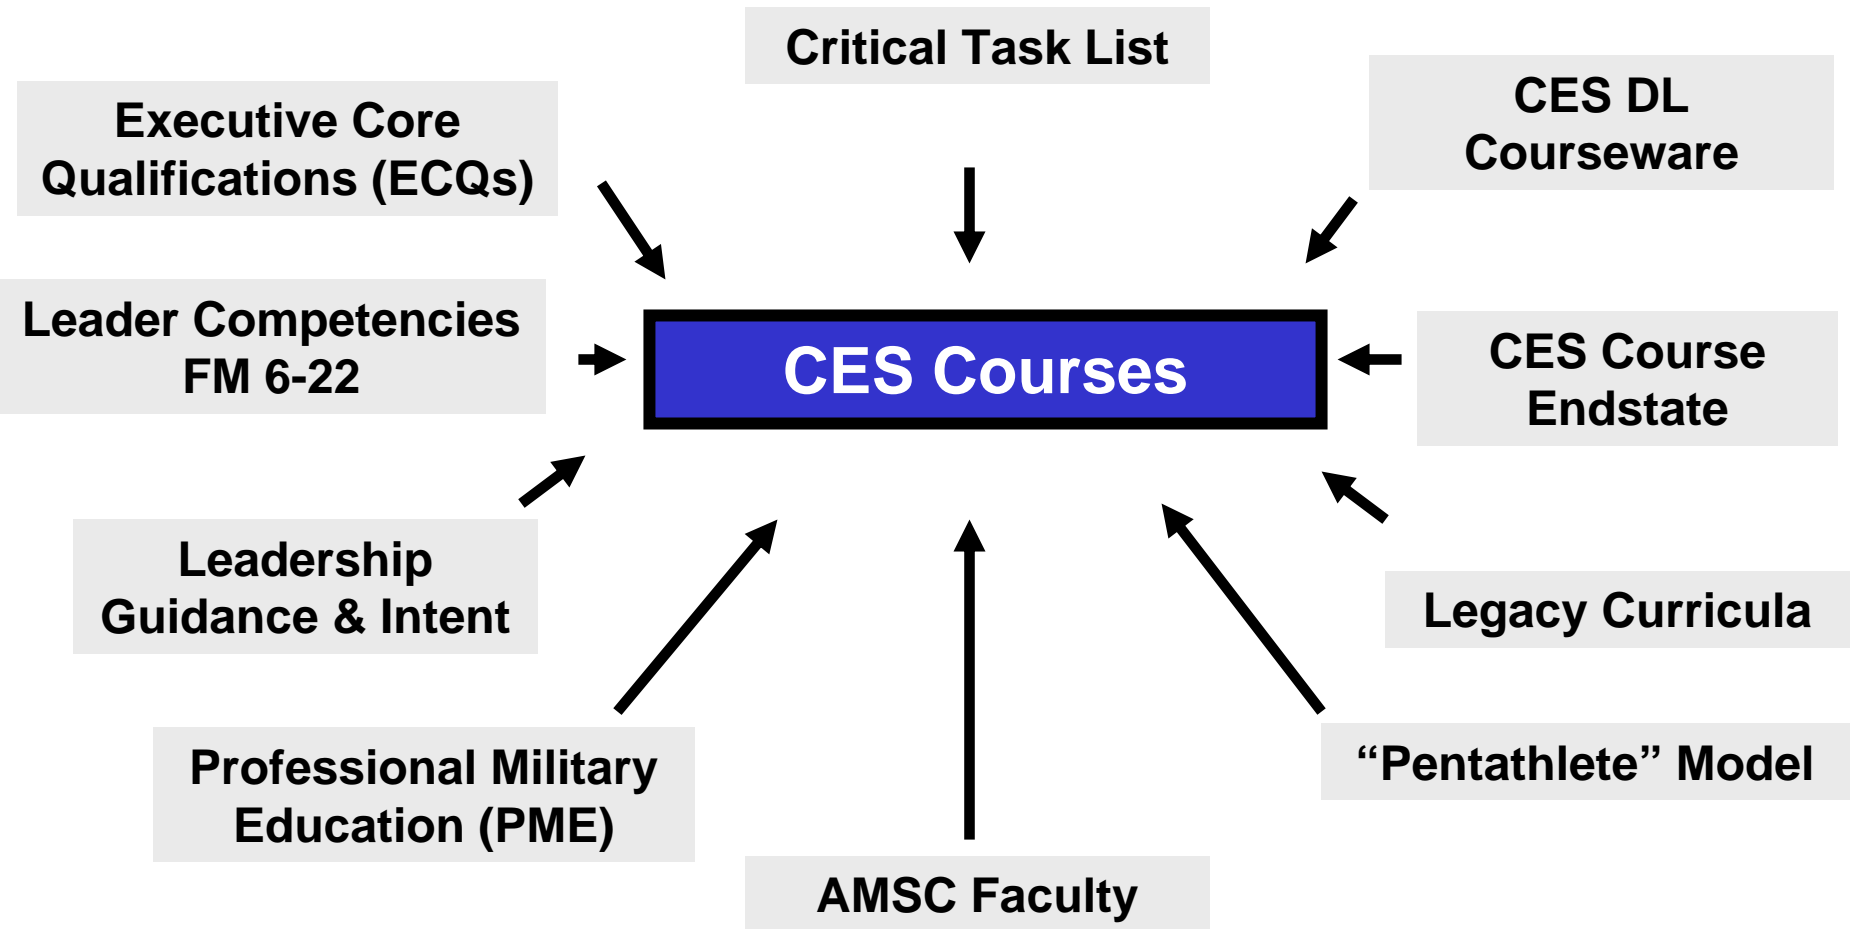 Critical Task List
Executive Core
Qualifications (ECQs)
CES DL
Courseware
Leader Competencies
FM 6-22
CES Courses
CES Course
Endstate
Leadership
Guidance & Intent
Legacy Curricula
Professional Military
Education (PME)
“Pentathlete” Model
AMSC Faculty